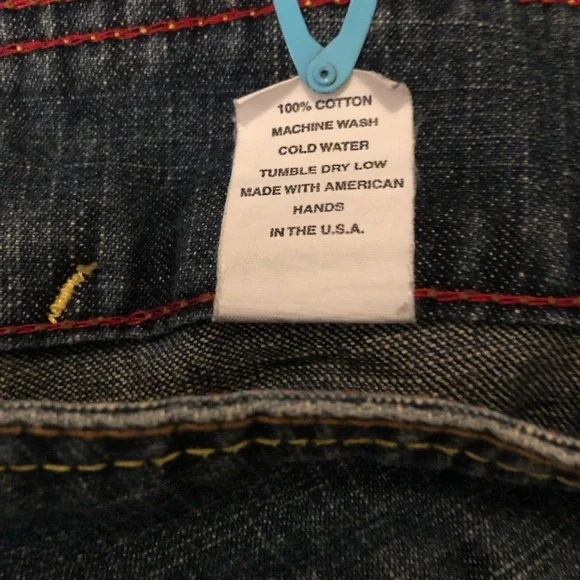 100% COTTON
MACHINE WASH
COLD WATER
TUMBLE DRY LOW
MADE WITH AMERICAN
HANDS
IN THE U.S.A.